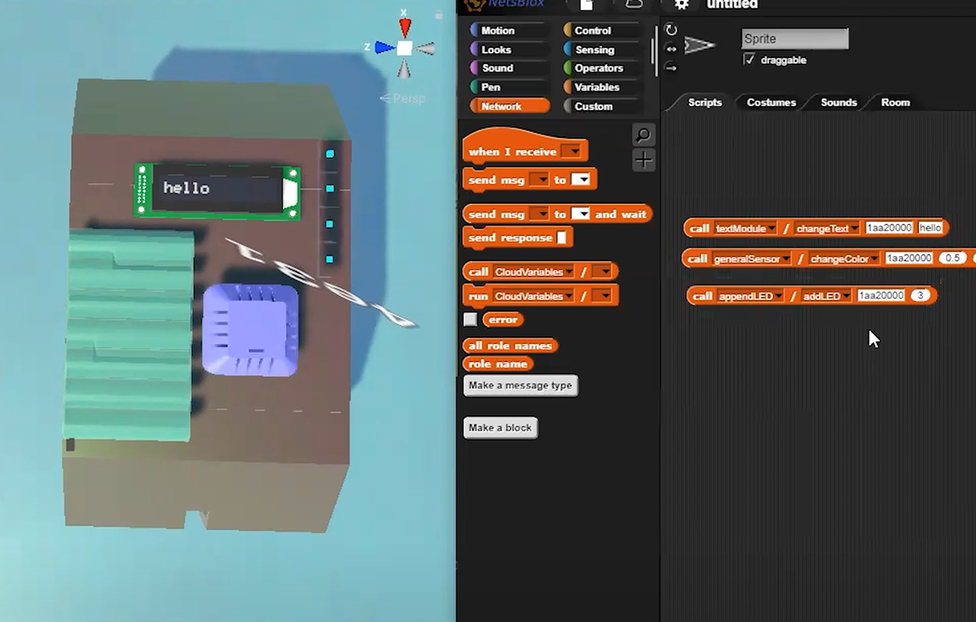 NetsBlox
untitled
x
z
Persp
hello
Motion
Control
Looks
Sensing
Sound
Operators
Pen
Variables
Network
Custom
Sprite
draggable
Scripts
Costumes
Sounds
Room
when I receive
send msg to
send msg to and wait
send response
call CloudVariables /
run CloudVariables /
error
all role names
role name
Make a message type
Make a block
call textModule / changeText 1aa20000 hello
call generalSensor / changeColor 1aa20000 0.5
call appendLED / addLED 1aa20000 3